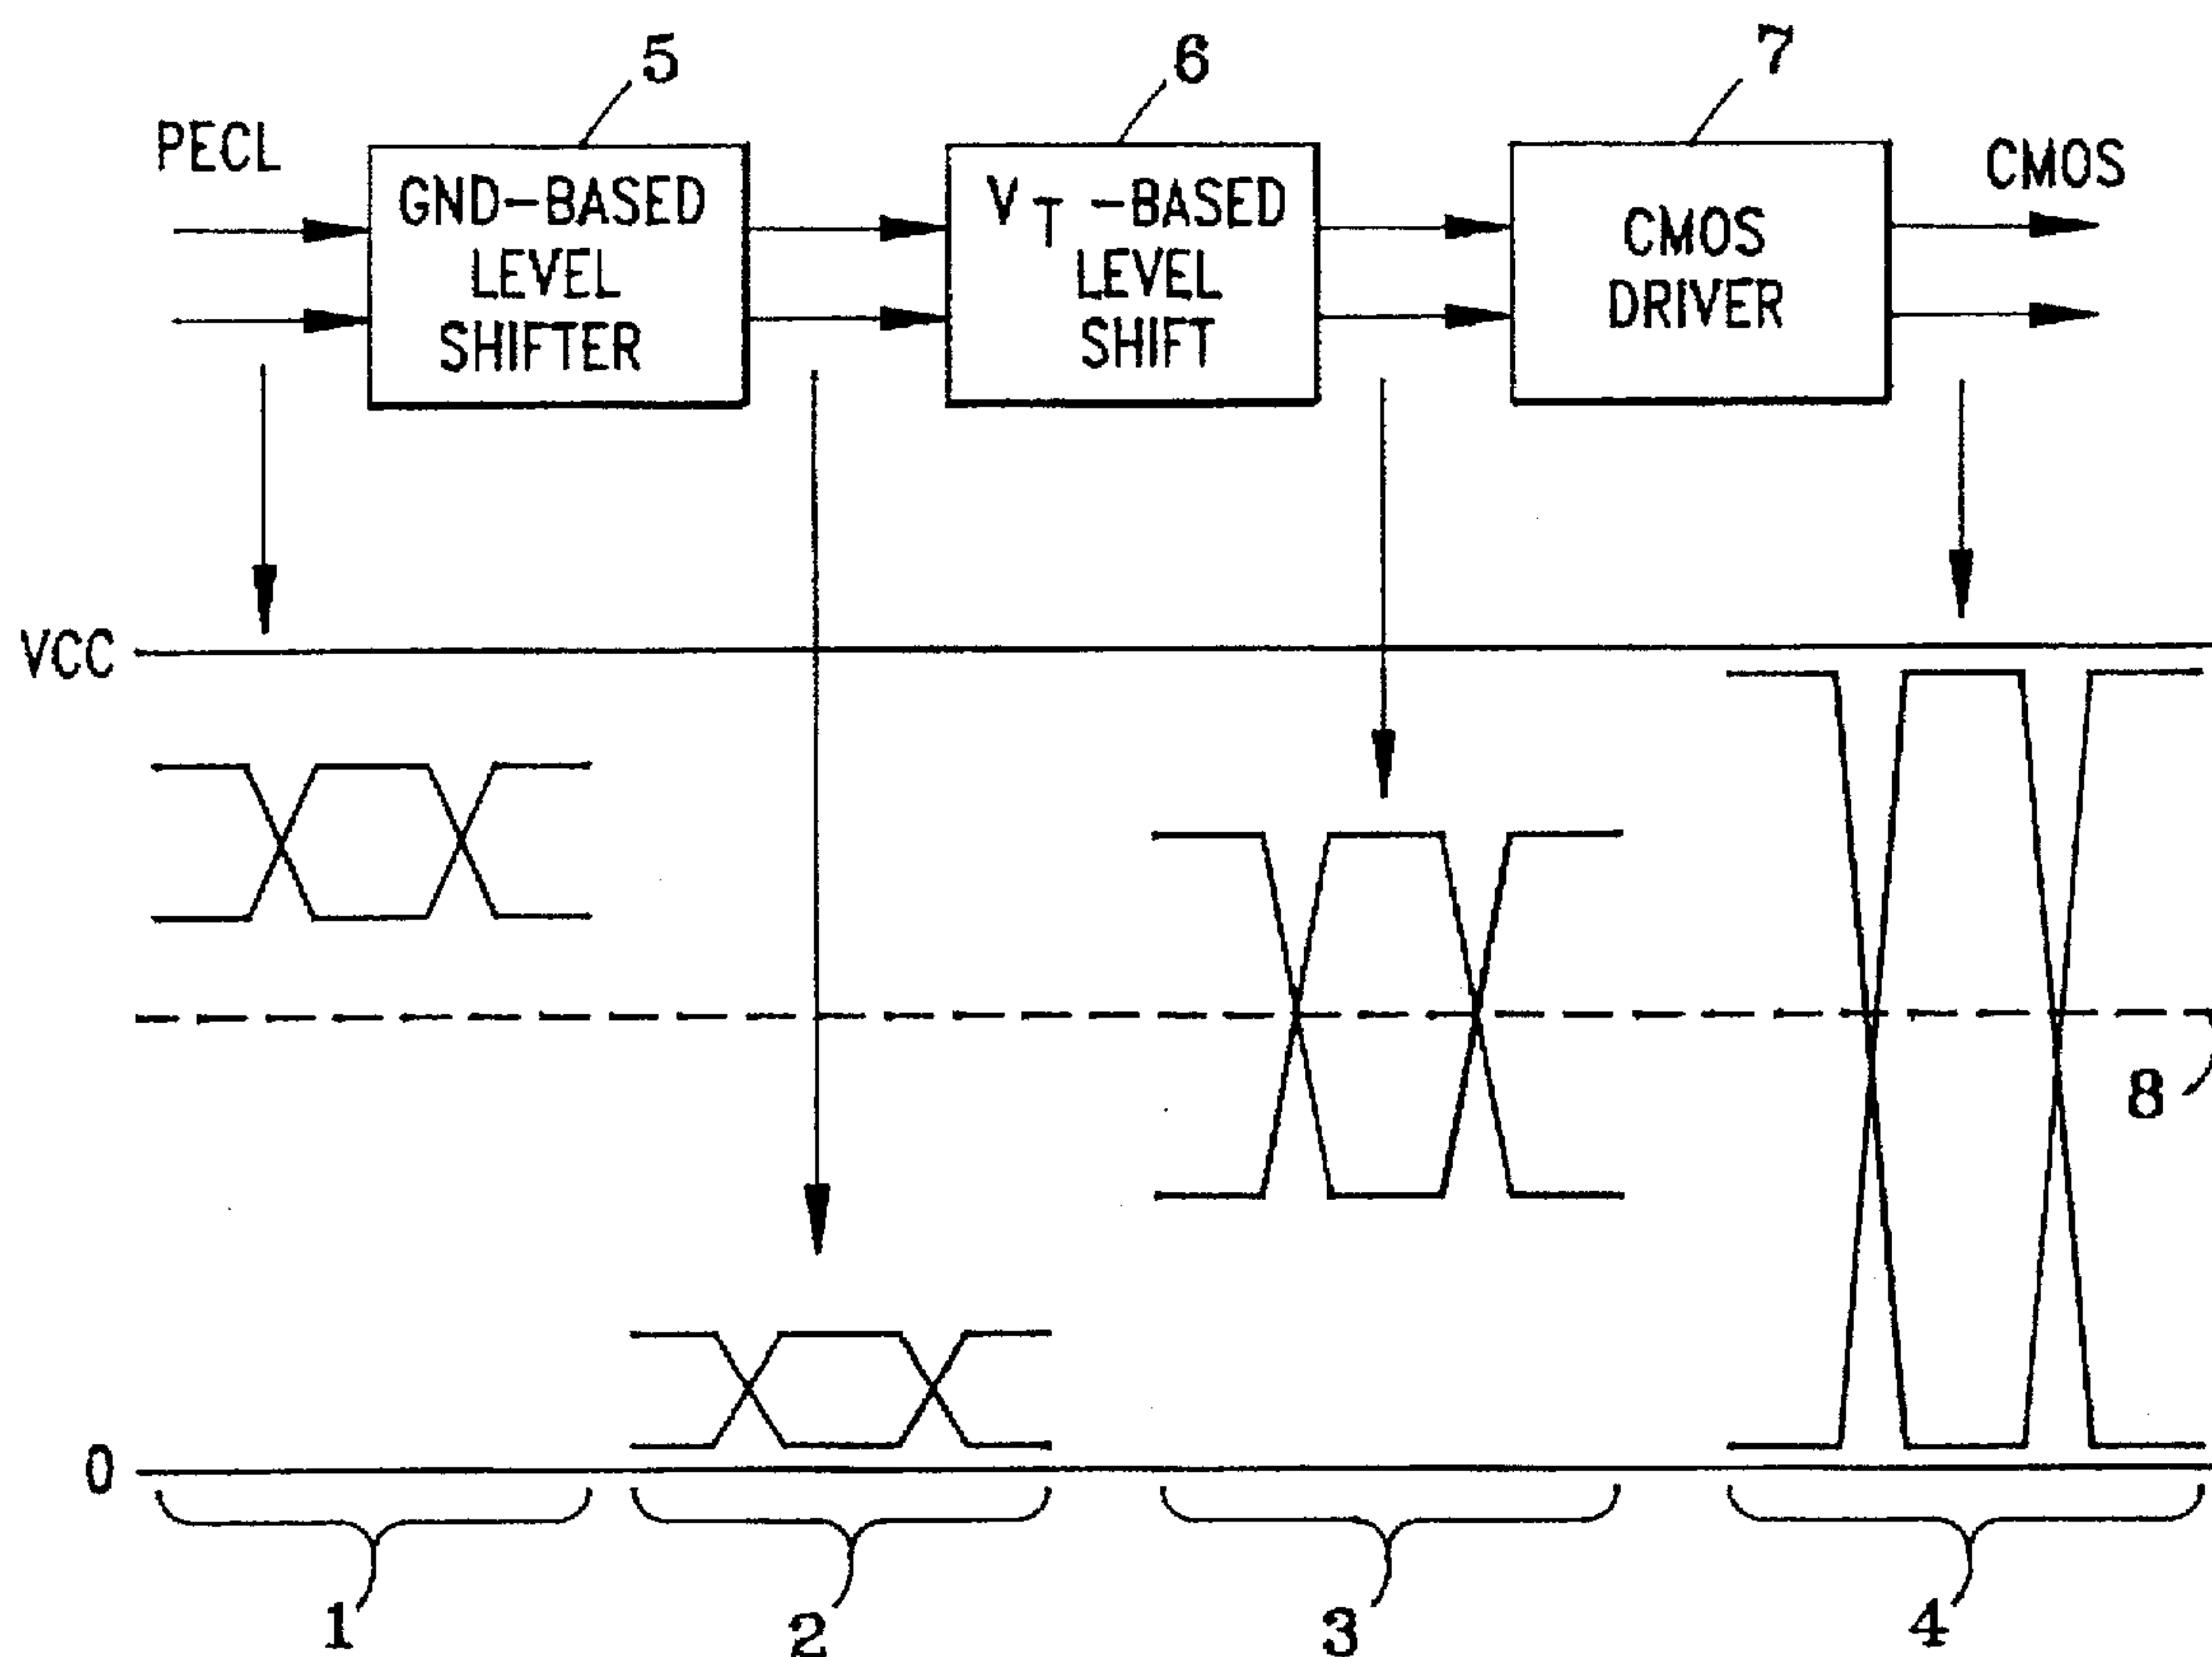 5
6
7
PECL
GND-BASED
LEVEL
SHIFTER
VT-BASED
LEVEL
SHIFT
CMOS
DRIVER
CMOS
VCC
8
0
1
2
3
4